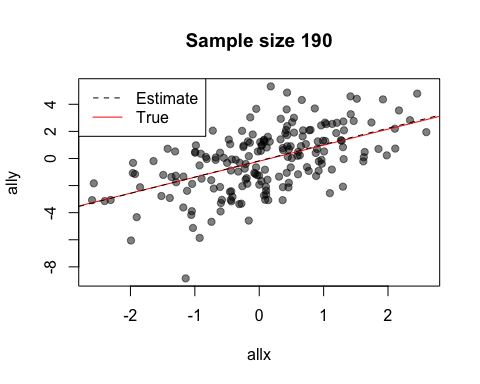 Sample size 190
Estimate
True
4
2
0
-4
-8
ally
-2 -1 0 1 2
allx